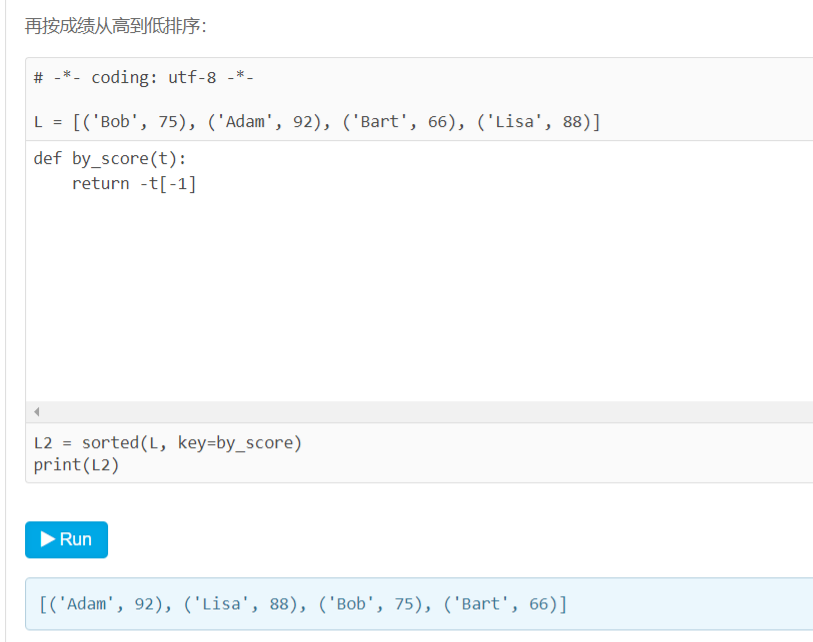 再按成绩从高到低排序:
# -*- coding: utf-8 -*-
L = [('Bob', 75), ('Adam', 92), ('Bart', 66), ('Lisa', 88)]
def by_score(t):
    return -t[-1]
L2 = sorted(L, key=by_score)
print(L2)
Run
[('Adam', 92), ('Lisa', 88), ('Bob', 75), ('Bart', 66)]